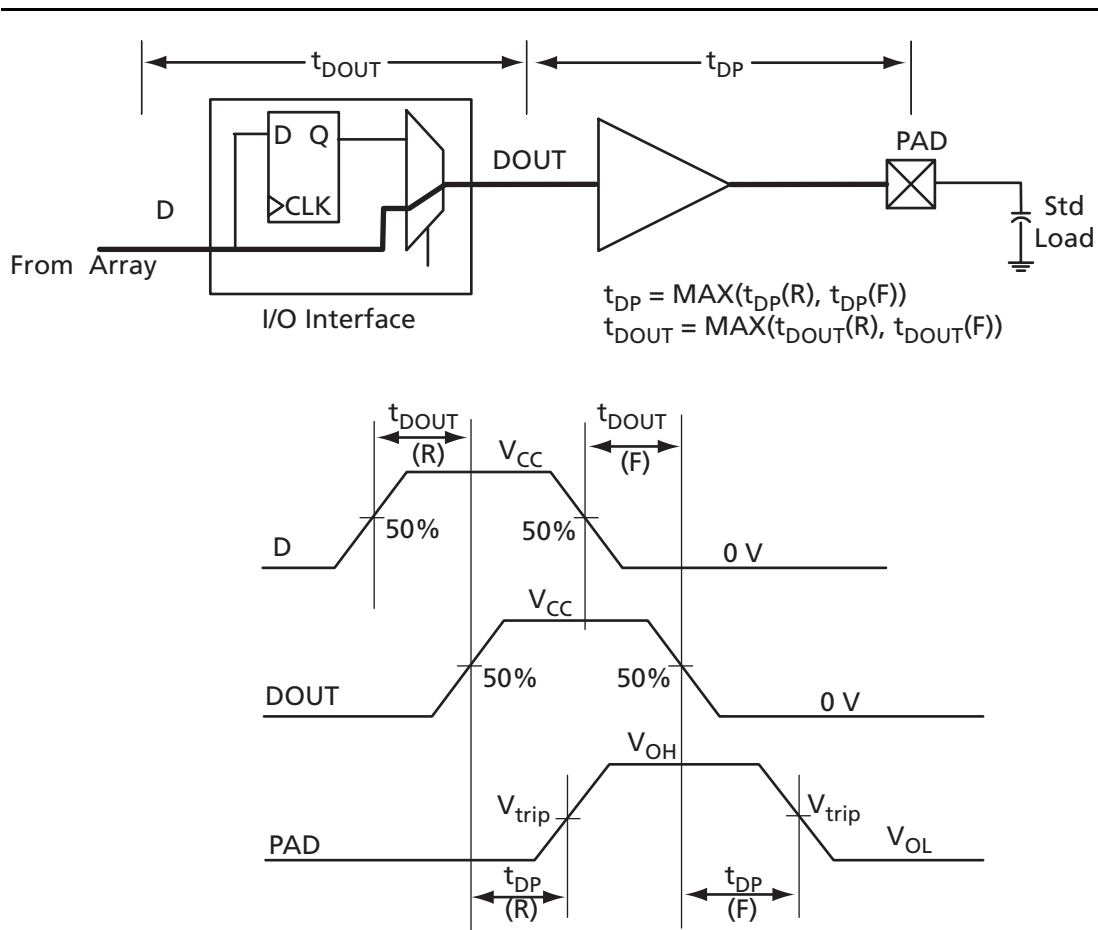 tDOUT
tDP
D Q
CLK
D
From Array
I/O Interface
DOUT
PAD
Std
Load
tDP = MAX(tDP(R), tDP(F))
tDOUT = MAX(tDOUT(R), tDOUT(F))
tDOUT
(R)
tDOUT
(F)
VCC
50%
50%
D
0 V
VCC
50%
50%
DOUT
0 V
VOH
Vtrip
Vtrip
PAD
VOL
tDP
(R)
tDP
(F)